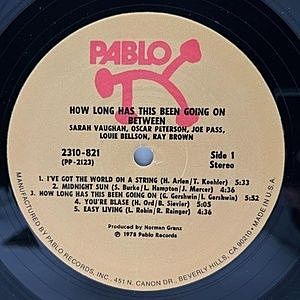 PABLO
HOW LONG HAS THIS BEEN GOING ON
BETWEEN
SARAH VAUGHAN, OSCAR PETERSON, JOE PASS,
LOUIE BELLSON, RAY BROWN
2310-821
(PP-2123)
Side 1
Stereo
1. I'VE GOT THE WORLD ON A STRING (H. Arlen/T. Koehler) 5:33
2. MIDNIGHT SUN (S. Burke/L. Hampton/J. Mercer) 4:36
3. HOW LONG HAS THIS BEEN GOING ON (G. Gershwin/I. Gershwin) 5:32
4. YOU'RE BLASE (H. Ord/B. Sievier) 5:35
5. EASY LIVING (L. Robin/R. Rainger) 4:36
Produced by Norman Granz
© 1978 Pablo Records
MANUFACTURED BY PABLO RECORDS, INC., 451 N. CANON DR., BEVERLY HILLS, CA 90210. ★ MADE IN U.S.A.